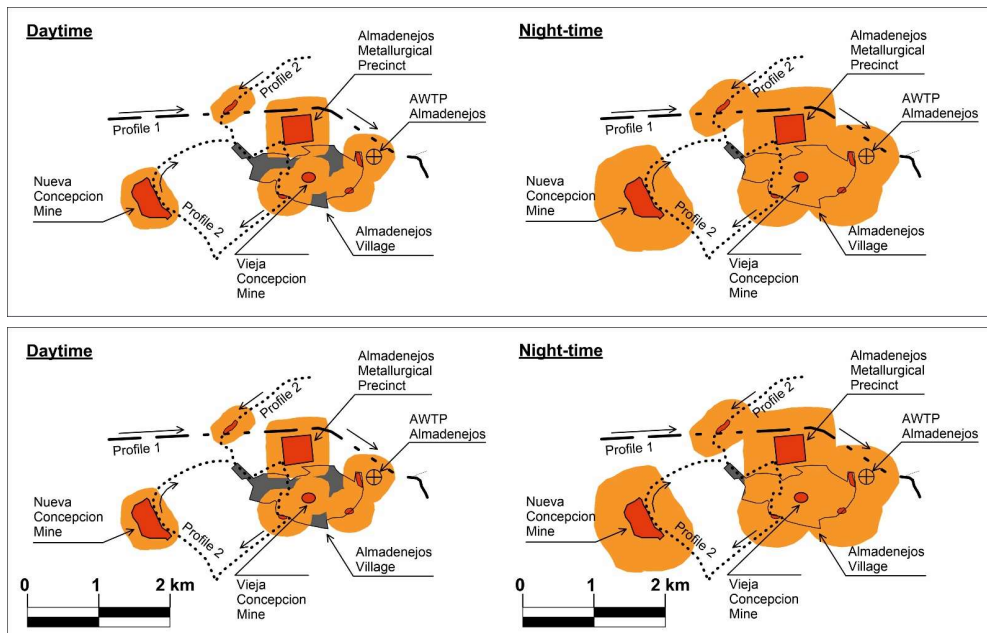 Daytime
Almadenejos
Metallurgical
Precinct
Profile 2
AWTP
Almadenejos
Profile 1
Nueva
Concepcion
Mine
Profile 2
Almadenejos
Village
Vieja
Concepcion
Mine
Night-time
Almadenejos
Metallurgical
Precinct
Profile 2
AWTP
Almadenejos
Profile 1
Nueva
Concepcion
Mine
Profile 2
Almadenejos
Village
Vieja
Concepcion
Mine
Daytime
Almadenejos
Metallurgical
Precinct
Profile 2
AWTP
Almadenejos
Profile 1
Nueva
Concepcion
Mine
Profile 2
Almadenejos
Village
Vieja
Concepcion
Mine
0 1 2 km
Night-time
Almadenejos
Metallurgical
Precinct
Profile 2
AWTP
Almadenejos
Profile 1
Nueva
Concepcion
Mine
Profile 2
Almadenejos
Village
Vieja
Concepcion
Mine
0 1 2 km